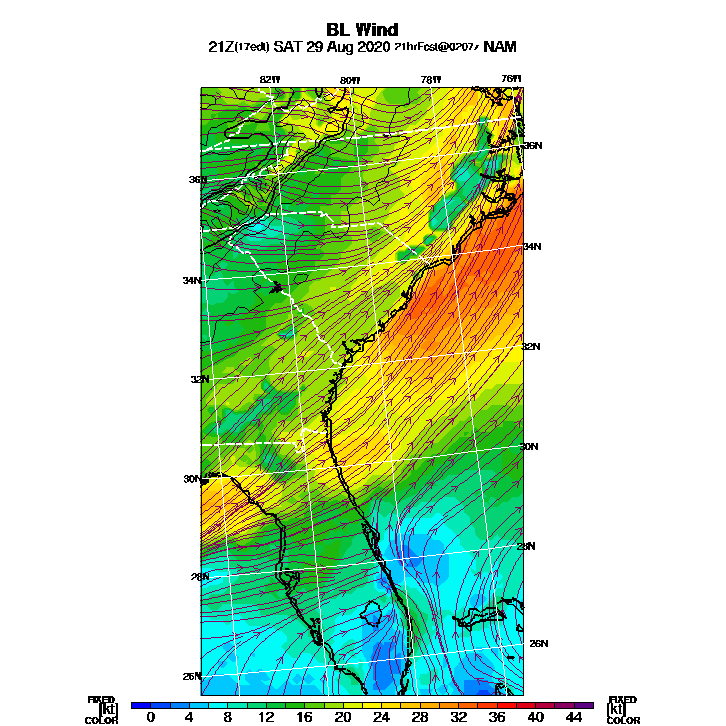 BL Wind
21Z(17edt) SAT 29 Aug 2020 21hrFcst@0207z NAM
82W 80W 78W 76W
36N
36N
34N
34N
32N
32N
30N
30N
28N
28N
26N
26N
FIXED FIXED
[kt] 0 4 8 12 16 20 24 28 32 36 40 44 [kt]
COLOR COLOR